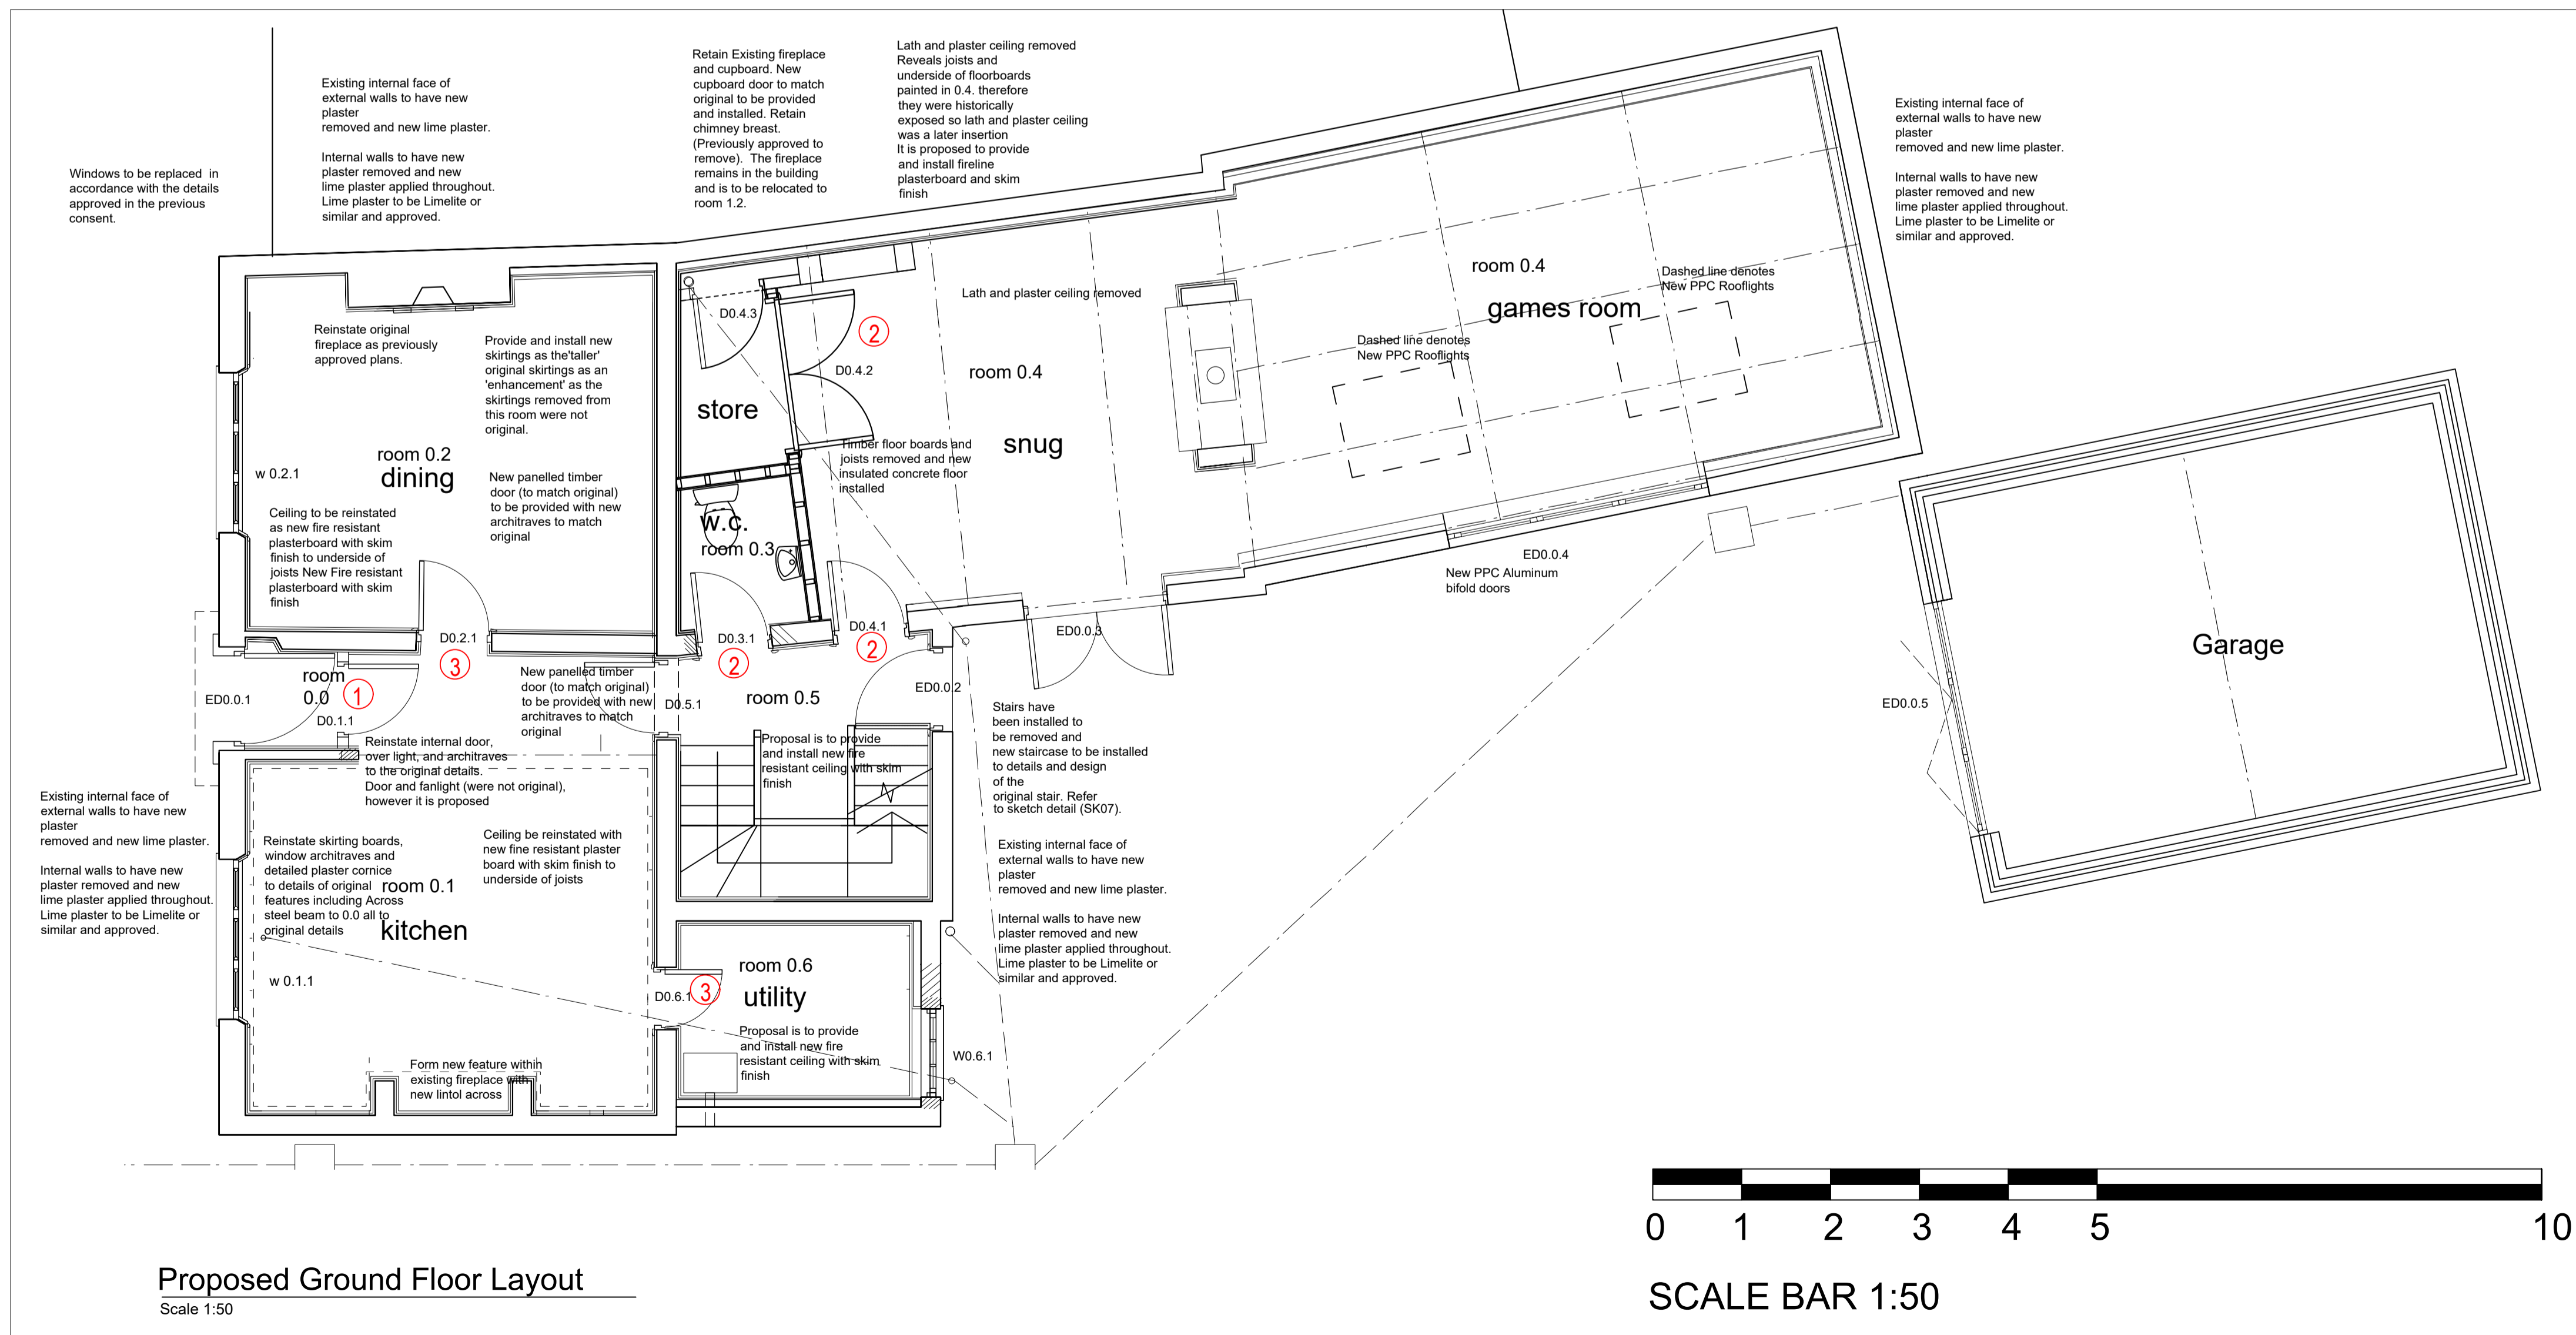 Windows to be replaced in
accordance with the details
approved in the previous
consent.
Existing internal face of
external walls to have new
plaster
removed and new lime plaster.
Internal walls to have new
plaster removed and new
lime plaster applied throughout.
Lime plaster to be Limelite or
similar and approved.
Retain Existing fireplace
and cupboard. New
cupboard door to match
original to be provided
and installed. Retain
chimney breast.
(Previously approved to
remove). The fireplace
remains in the building
and is to be relocated to
room 1.2.
Lath and plaster ceiling removed
Reveals joists and
underside of floorboards
painted in 0.4. therefore
they were historically
exposed so lath and plaster ceiling
was a later insertion
It is proposed to provide
and install fireline
plasterboard and skim
finish
Existing internal face of
external walls to have new
plaster
removed and new lime plaster.
Internal walls to have new
plaster removed and new
lime plaster applied throughout.
Lime plaster to be Limelite or
similar and approved.
Reinstate original
fireplace as previously
approved plans.
Provide and install new
skirtings as the'taller'
original skirtings as an
'enhancement' as the
skirtings removed from
this room were not
original.
room 0.2
dining
w 0.2.1
New panelled timber
door (to match original)
to be provided with new
architraves to match
original
Ceiling to be reinstated
as new fire resistant
plasterboard with skim
finish to underside of
joists New Fire resistant
plasterboard with skim
finish
D0.4.3
2
D0.4.2
store
Lath and plaster ceiling removed
room 0.4
snug
Timber floor boards and
joists removed and new
insulated concrete floor
installed
room 0.4
games room
Dashed line denotes
New PPC Rooflights
Dashed line denotes
New PPC Rooflights
w.c.
room 0.3
D0.2.1
3
D0.3.1
2
D0.4.1
2
ED0.0.3
ED0.0.4
New PPC Aluminum
bifold doors
Garage
ED0.0.5
ED0.0.1
room
0.0
1
D0.1.1
New panelled timber
door (to match original)
to be provided with new
architraves to match
original
D0.5.1
room 0.5
ED0.0.2
Reinstate internal door,
over light, and architraves
to the original details.
Door and fanlight (were not original),
however it is proposed
Proposal is to provide
and install new fire
resistant ceiling with skim
finish
Stairs have
been installed to
be removed and
new staircase to be installed
to details and design
of the
original stair. Refer
to sketch detail (SK07).
Existing internal face of
external walls to have new
plaster
removed and new lime plaster.
Internal walls to have new
plaster removed and new
lime plaster applied throughout.
Lime plaster to be Limelite or
similar and approved.
Reinstate skirting boards,
window architraves and
detailed plaster cornice
to details of original
features including Across
steel beam to 0.0 all to
original details
room 0.1
kitchen
w 0.1.1
Ceiling be reinstated with
new fine resistant plaster
board with skim finish to
underside of joists
Existing internal face of
external walls to have new
plaster
removed and new lime plaster.
Internal walls to have new
plaster removed and new
lime plaster applied throughout.
Lime plaster to be Limelite or
similar and approved.
D0.6.1
3
room 0.6
utility
Proposal is to provide
and install new fire
resistant ceiling with skim
finish
W0.6.1
Form new feature within
existing fireplace with
new lintol across
Proposed Ground Floor Layout
Scale 1:50
0 1 2 3 4 5 10
SCALE BAR 1:50